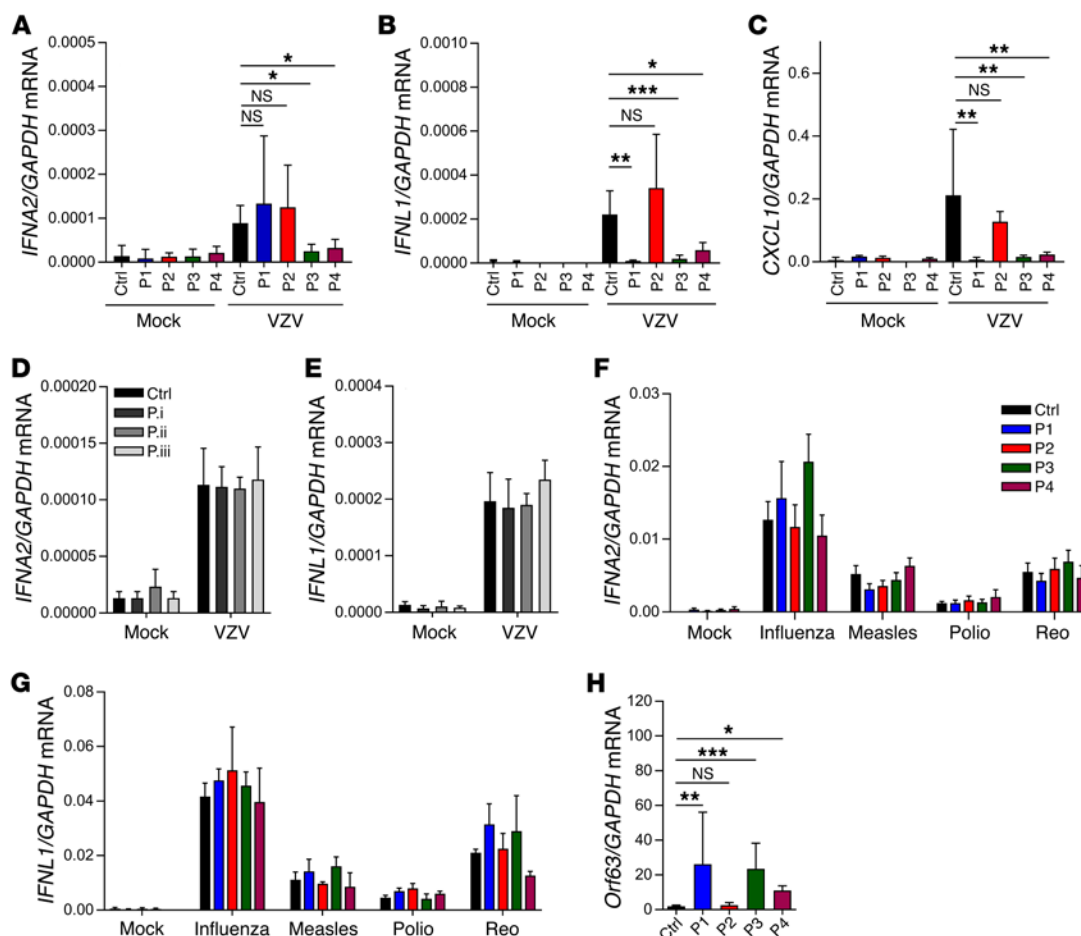 A
IFNA2/GAPDH mRNA
0.0005
0.0004
0.0003
0.0002
0.0001
0.0000
* 
*
NS
NS
Ctrl P1 P2 P3 P4 Ctrl P1 P2 P3 P4
Mock VZV
B
IFNL1/GAPDH mRNA
0.0010
0.0008
0.0006
0.0004
0.0002
0.0000
*
***
NS
**
Ctrl P1 P2 P3 P4 Ctrl P1 P2 P3 P4
Mock VZV
C
CXCL10/GAPDH mRNA
0.6
0.4
0.2
0.0
**
**
NS
**
Ctrl P1 P2 P3 P4 Ctrl P1 P2 P3 P4
Mock VZV
D
IFNA2/GAPDH mRNA
0.00020
0.00015
0.00010
0.00005
0.00000
Ctrl
P.i
P.ii
P.iii
Mock VZV
E
IFNL1/GAPDH mRNA
0.0004
0.0003
0.0002
0.0001
0.0000
Mock VZV
F
IFNA2/GAPDH mRNA
0.03
0.02
0.01
0.00
Ctrl
P1
P2
P3
P4
Mock Influenza Measles Polio Reo
G
IFNL1/GAPDH mRNA
0.08
0.06
0.04
0.02
0.00
Mock Influenza Measles Polio Reo
H
Orf63/GAPDH mRNA
120
100
80
60
40
20
0
*
***
NS
**
Ctrl P1 P2 P3 P4